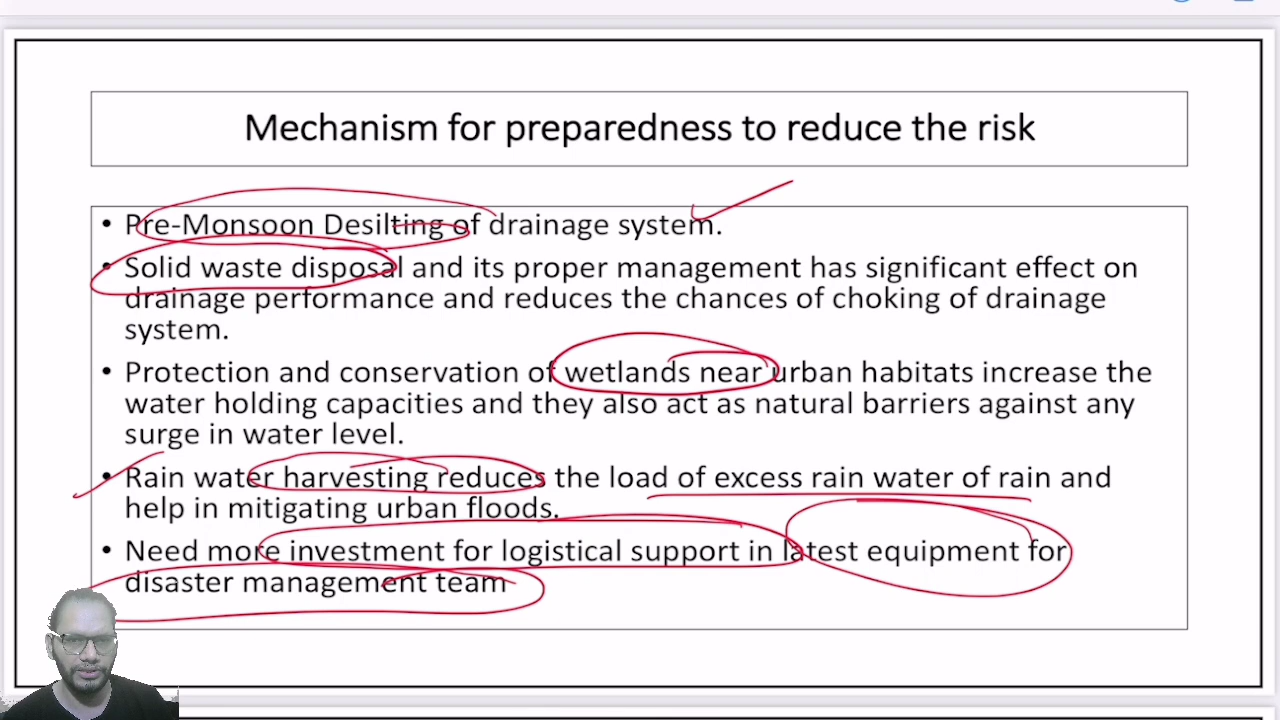 Mechanism for preparedness to reduce the risk
• Pre-Monsoon Desilting of drainage system.
• Solid waste disposal and its proper management has significant effect on
drainage performance and reduces the chances of choking of drainage
system.
• Protection and conservation of wetlands near urban habitats increase the
water holding capacities and they also act as natural barriers against any
surge in water level.
• Rain water harvesting reduces the load of excess rain water of rain and
help in mitigating urban floods.
• Need more investment for logistical support in latest equipment for
disaster management team